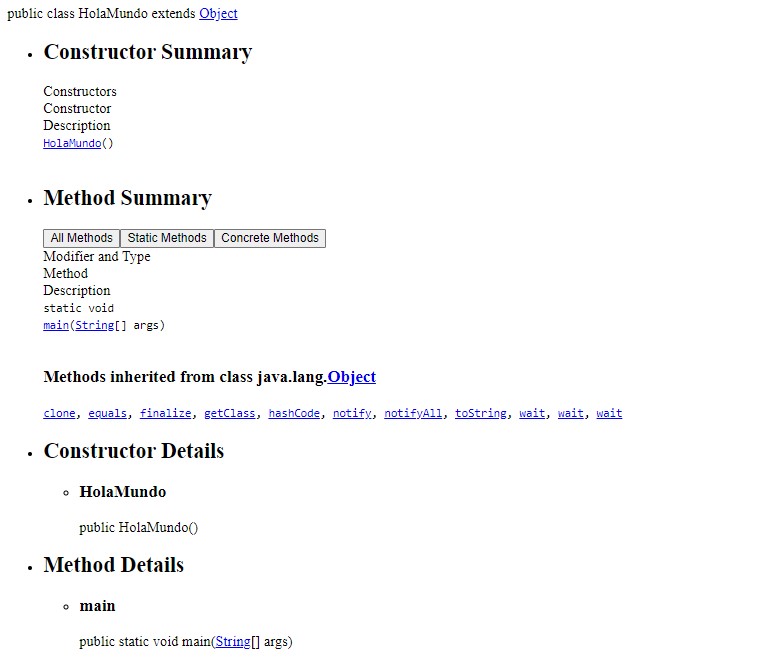 public class HolaMundo extends Object
Constructor Summary
Constructors
Constructor
Description
HolaMundo()
Method Summary
All Methods Static Methods Concrete Methods
Modifier and Type
Method
Description
static void
main(String[] args)
Methods inherited from class java.lang.Object
clone, equals, finalize, getClass, hashCode, notify, notifyAll, toString, wait, wait, wait
Constructor Details
HolaMundo
public HolaMundo()
Method Details
main
public static void main(String[] args)